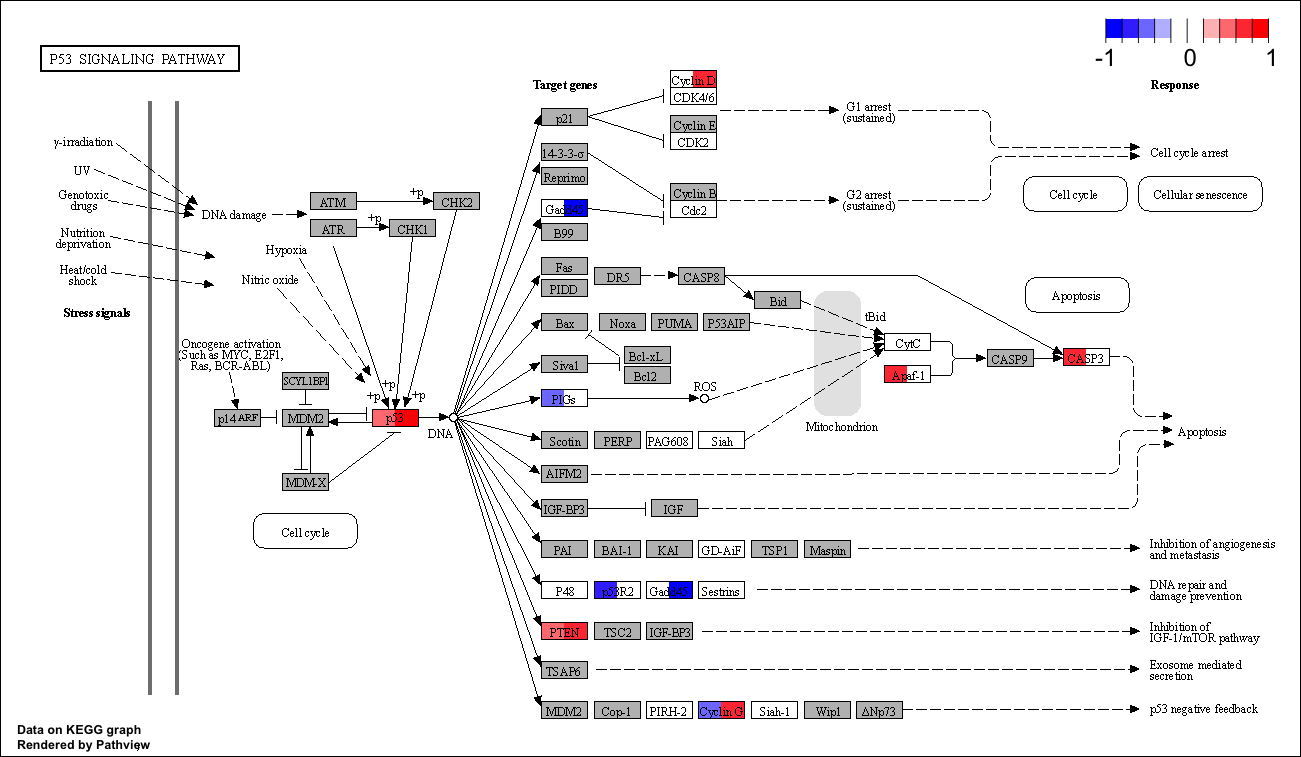 P53 SIGNALING PATHWAY
-1
0
1
Target genes
Response
γ-irradiation
UV
Genotoxic
drugs
Nutrition
deprivation
Heat/cold
shock
Stress signals
DNA damage
ATM
+p
CHK2
ATR
+p
CHK1
Hypoxia
Nitric oxide
Oncogene activation
(Such as MYC, E2F1,
Ras, BCR-ABL)
SCYL1BP1
+p
+p
+p
p14 ARF
MDM2
p53
DNA
MDM-X
Cell cycle
p21
Cyclin D
CDK4/6
Cyclin E
CDK2
G1 arrest
(sustained)
14-3-3-σ
Reprimo
Gadd45
B99
Cyclin B
Cdc2
G2 arrest
(sustained)
Cell cycle arrest
Cell cycle
Cellular senescence
Fas
PIDD
DR5
CASP8
Bid
tBid
Apoptosis
Bax
Noxa
PUMA
P53AIP
CytC
CASP9
CASP3
Apaf-1
Siva1
Bcl-xL
Bcl2
PIGs
ROS
Mitochondrion
Scotin
PERP
PAG608
Siah
Apoptosis
AIFM2
IGF-BP3
IGF
PAI
BAI-1
KAI
GD-AiF
TSP1
Maspin
Inhibition of angiogenesis
and metastasis
P48
p53R2
Gadd45
Sestrins
DNA repair and
damage prevention
PTEN
TSC2
IGF-BP3
Inhibition of
IGF-1/mTOR pathway
TSAP6
Exosome mediated
secretion
MDM2
Cop-1
PIRH-2
Cyclin G
Siah-1
Wip1
ΔNp73
p53 negative feedback
Data on KEGG graph
Rendered by Pathview